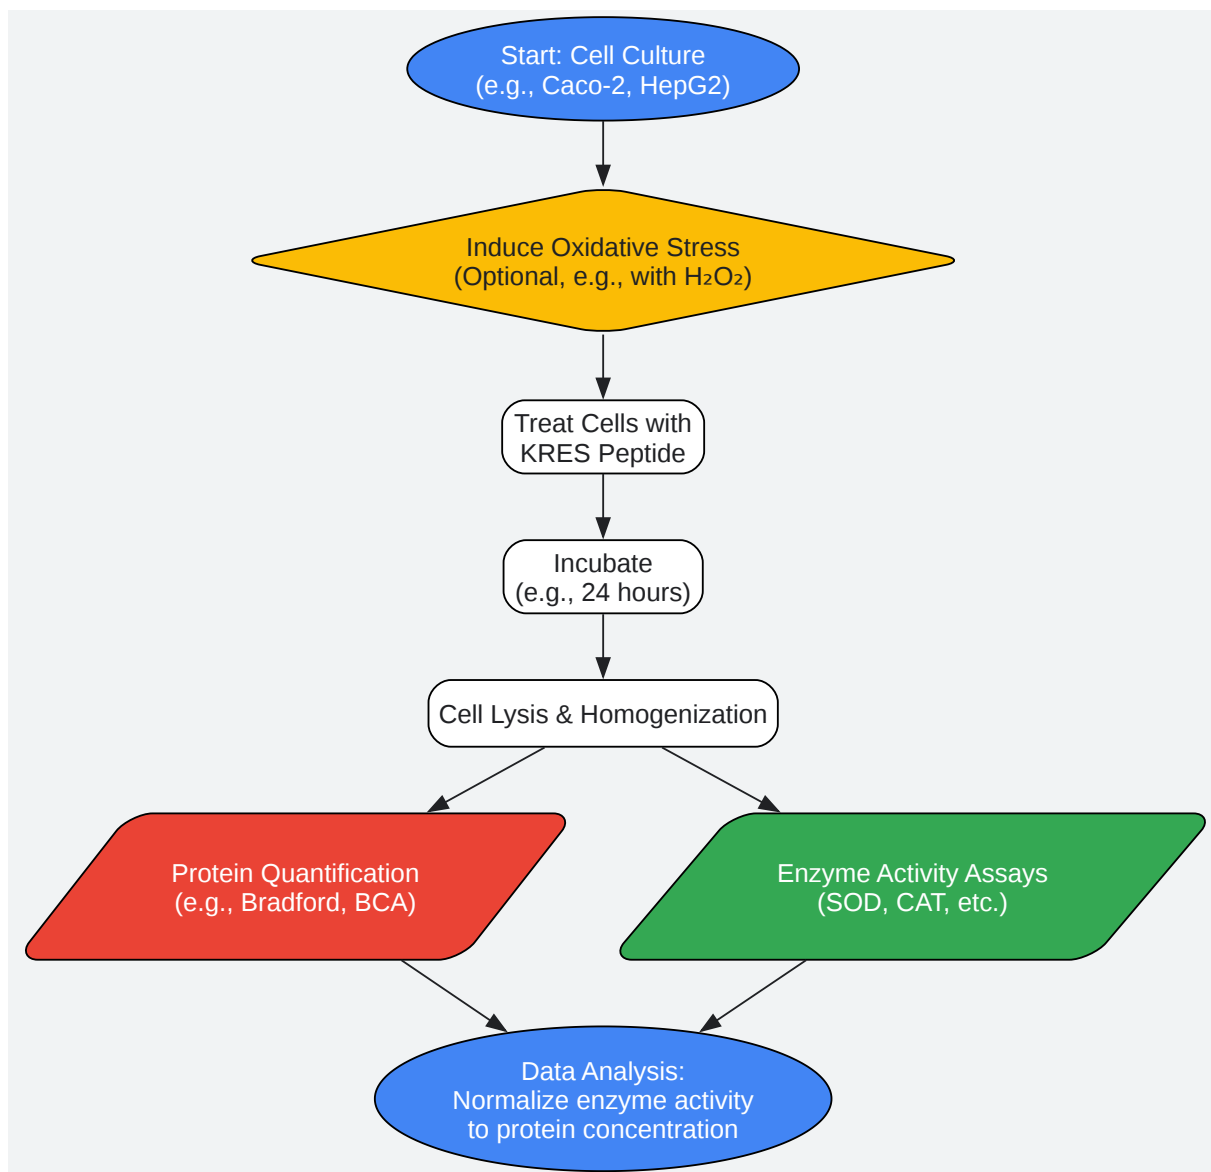 Start: Cell Culture
(e.g., Caco-2, HepG2)
Induce Oxidative Stress
(Optional, e.g., with H₂O₂)
Treat Cells with
KRES Peptide
Incubate
(e.g., 24 hours)
Cell Lysis & Homogenization
Protein Quantification
(e.g., Bradford, BCA)
Enzyme Activity Assays
(SOD, CAT, etc.)
Data Analysis:
Normalize enzyme activity
to protein concentration